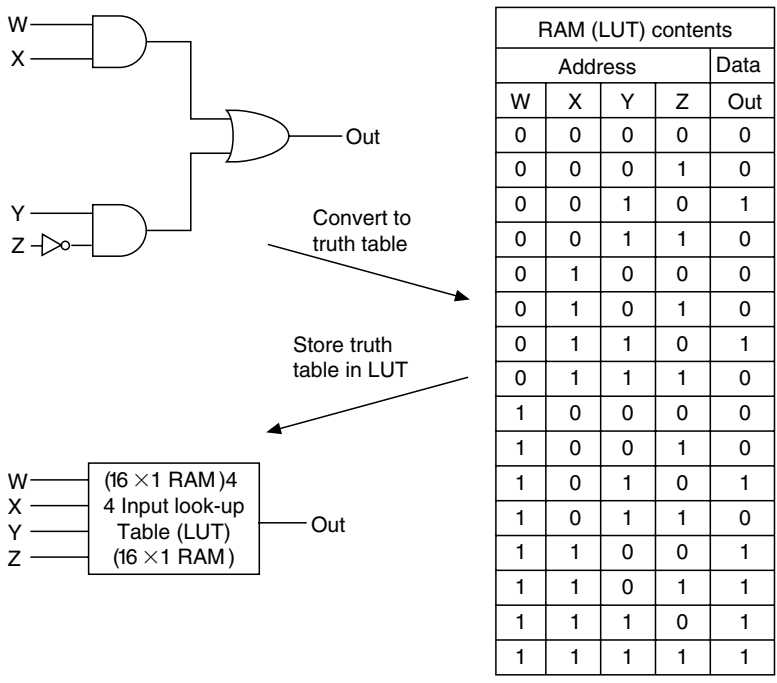 W
X
Out
Y
Z
Convert to
truth table
Store truth
table in LUT
W
X
Y
Z
(16 ×1 RAM)4
4 Input look-up
Table (LUT)
(16 ×1 RAM)
Out
RAM (LUT) contents
Address Data
W X Y Z Out
0 0 0 0 0
0 0 0 1 0
0 0 1 0 1
0 0 1 1 0
0 1 0 0 0
0 1 0 1 0
0 1 1 0 1
0 1 1 1 0
1 0 0 0 0
1 0 0 1 0
1 0 1 0 1
1 0 1 1 0
1 1 0 0 1
1 1 0 1 1
1 1 1 0 1
1 1 1 1 1